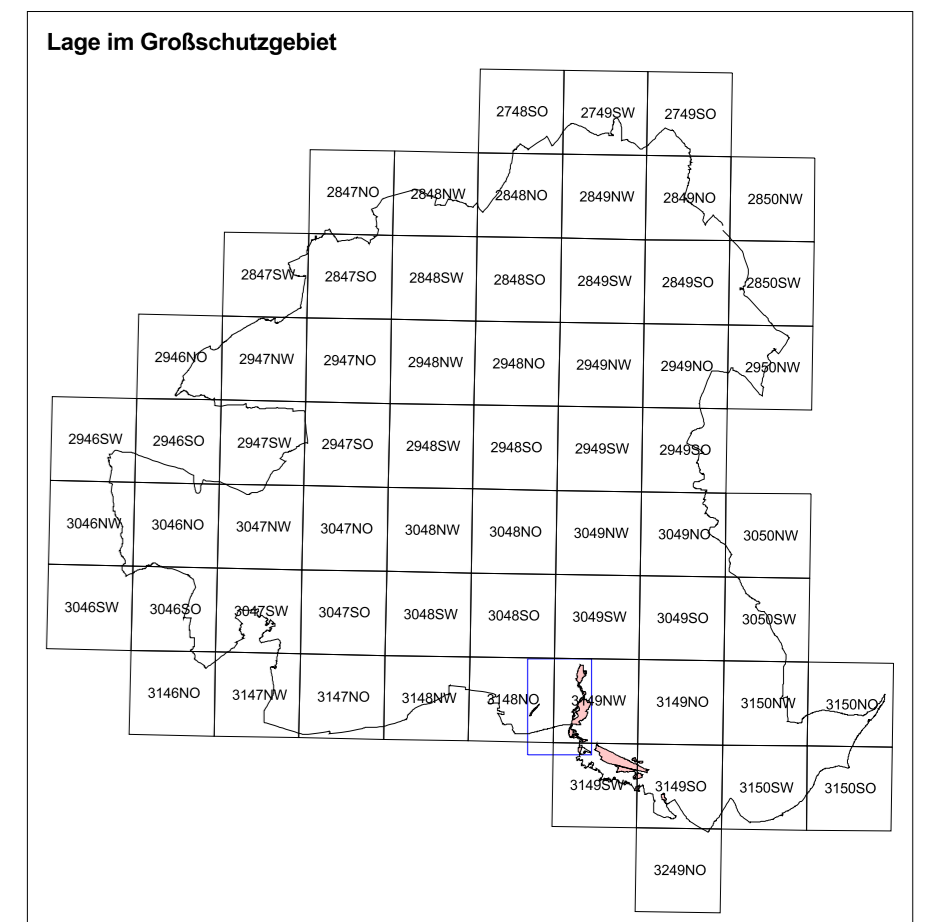 Lage im Großschutzgebiet
2748SO 2749SW 2749SO
2847NO 2848NW 2848NO 2849NW 2849NO 2850NW
2847SW 2847SO 2848SW 2848SO 2849SW 2849SO 2850SW
2946NO 2947NW 2947NO 2948NW 2948NO 2949NW 2949NO 2950NW
2946SW 2946SO 2947SW 2947SO 2948SW 2948SO 2949SW 2949SO
3046NW 3046NO 3047NW 3047NO 3048NW 3048NO 3049NW 3049NO 3050NW
3046SW 3046SO 3047SW 3047SO 3048SW 3048SO 3049SW 3049SO 3050SW
3146NO 3147NW 3147NO 3148NW 3148NO 3149NW 3149NO 3150NW 3150NO
3149SW 3149SO 3150SW 3150SO
3249NO